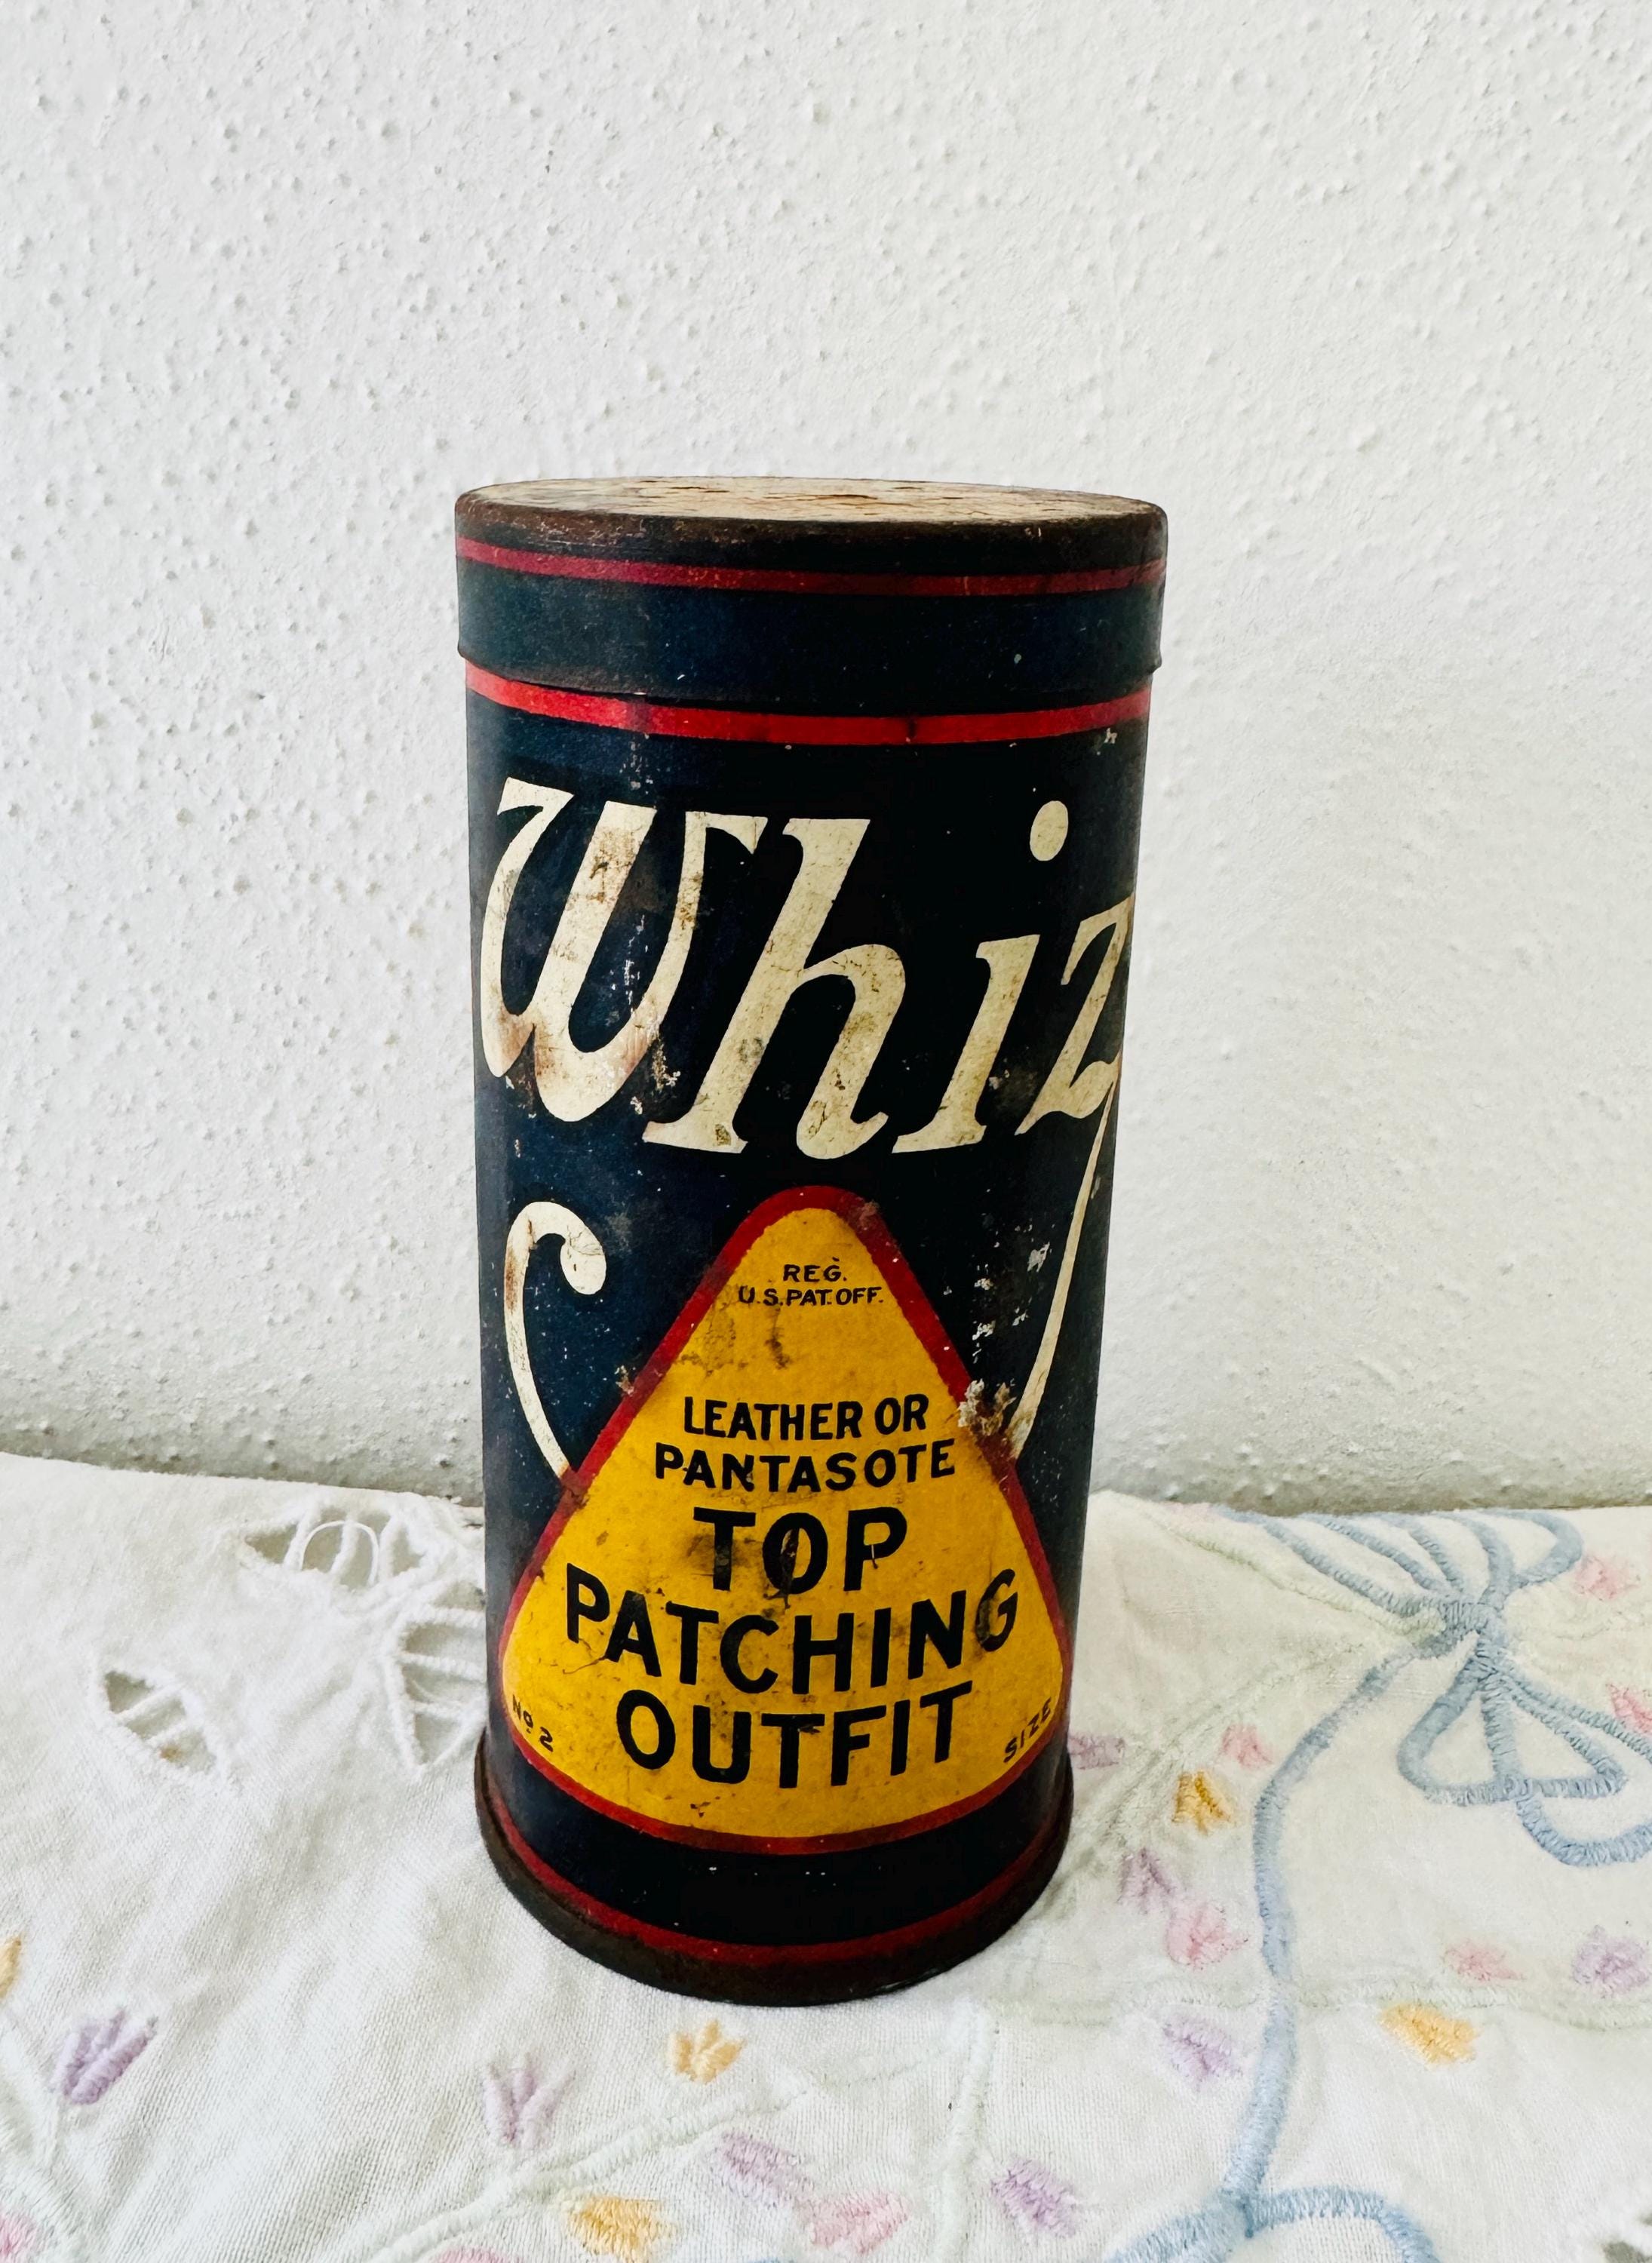 Whiz
REG.
U.S. PAT. OFF.
LEATHER OR
PANTASOTE
TOP
PATCHING
OUTFIT
No 2 SIZE